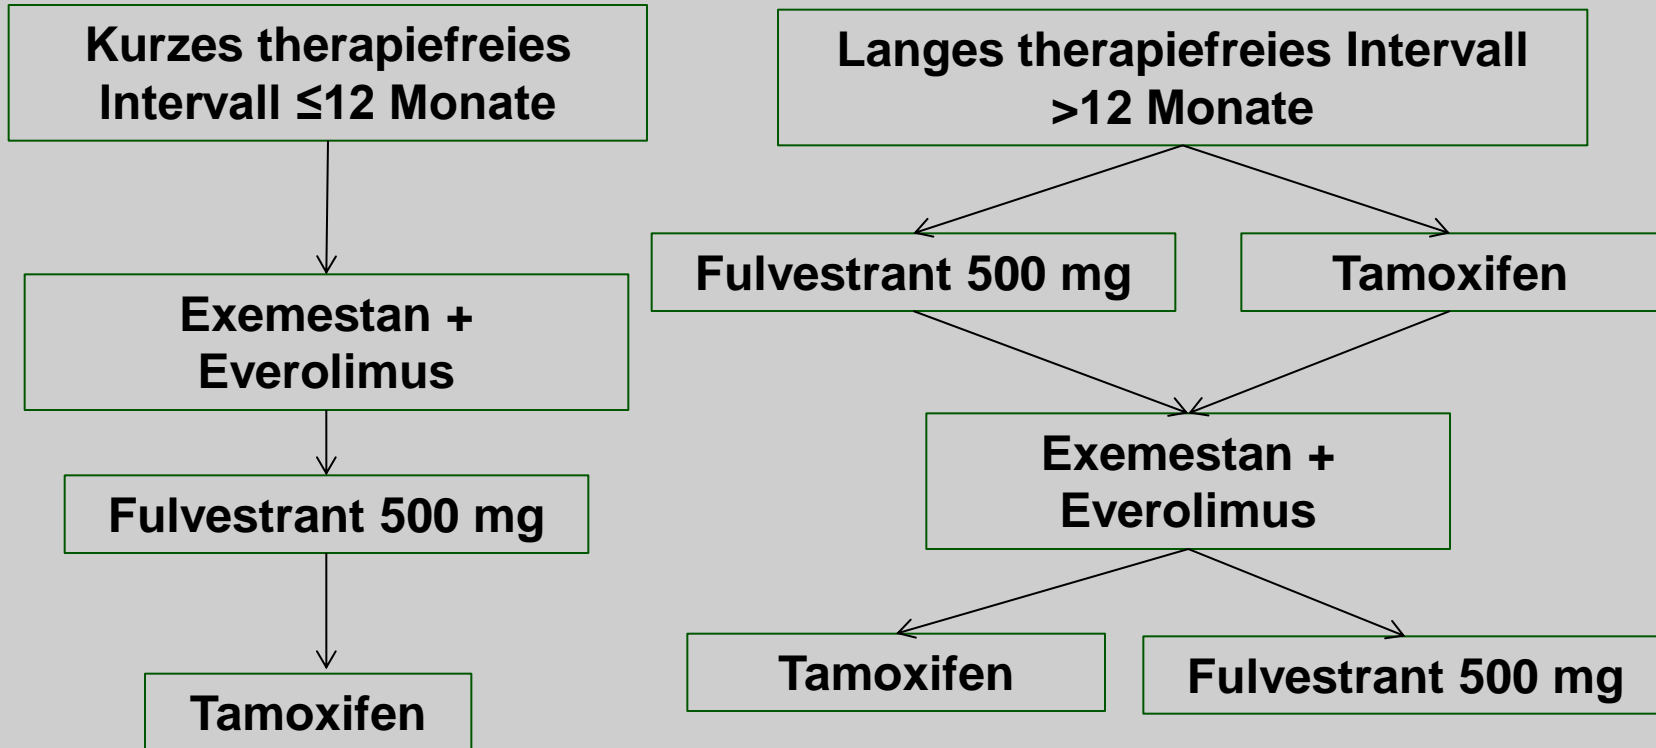 Kurzes therapiefreies
Intervall ≤12 Monate
Exemestan +
Everolimus
Fulvestrant 500 mg
Tamoxifen
Langes therapiefreies Intervall
>12 Monate
Fulvestrant 500 mg
Tamoxifen
Exemestan +
Everolimus
Tamoxifen
Fulvestrant 500 mg